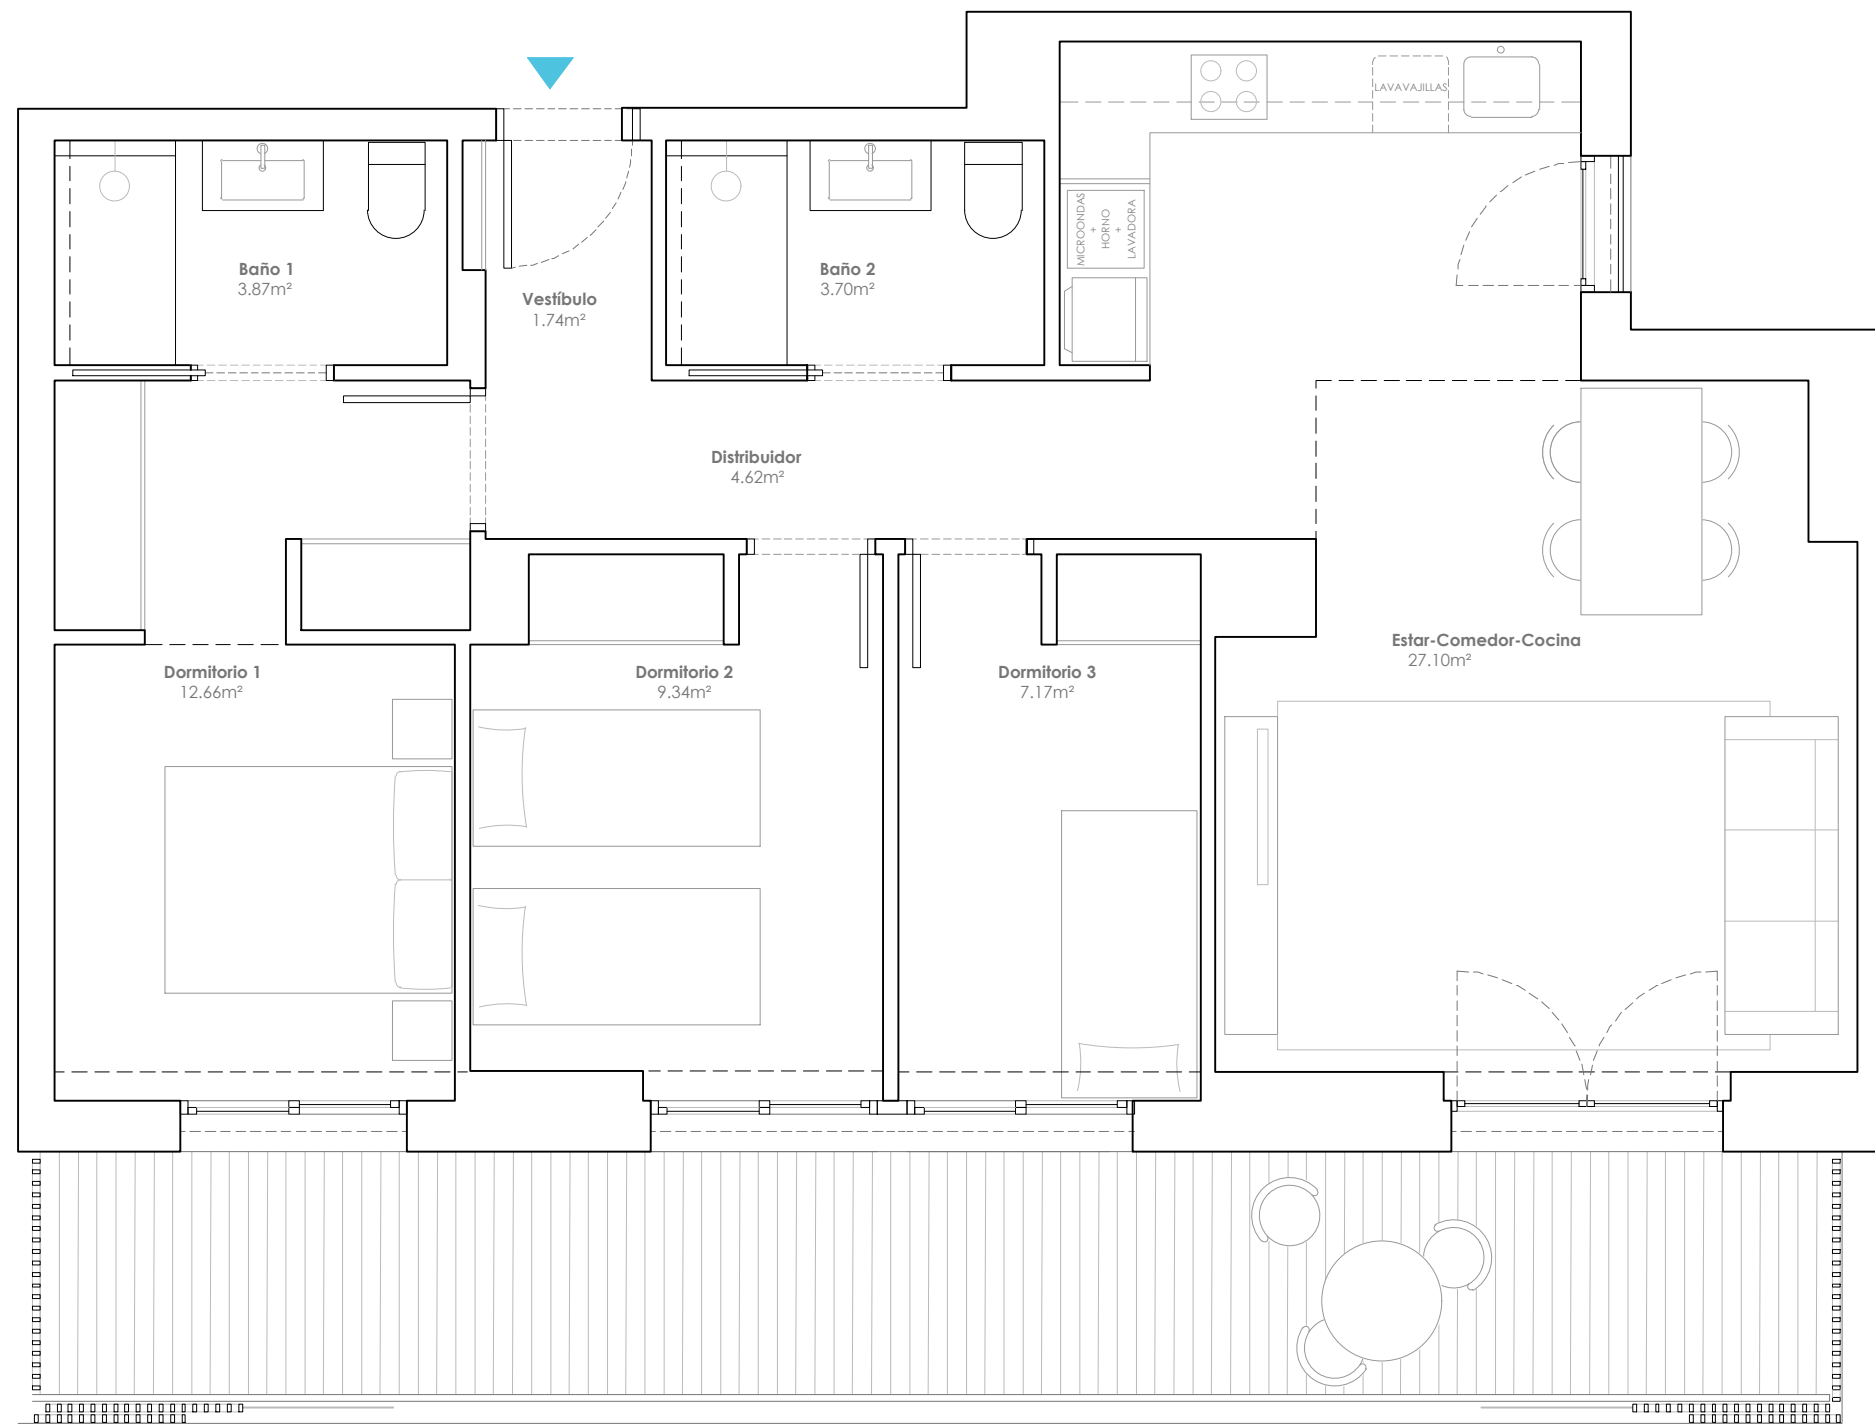 LAVAVAJILLAS
MICROONDAS
+
HORNO
+
LAVADORA
Baño 1
3.87m²
Vestíbulo
1.74m²
Baño 2
3.70m²
Distribuidor
4.62m²
Estar-Comedor-Cocina
27.10m²
Dormitorio 1
12.66m²
Dormitorio 2
9.34m²
Dormitorio 3
7.17m²